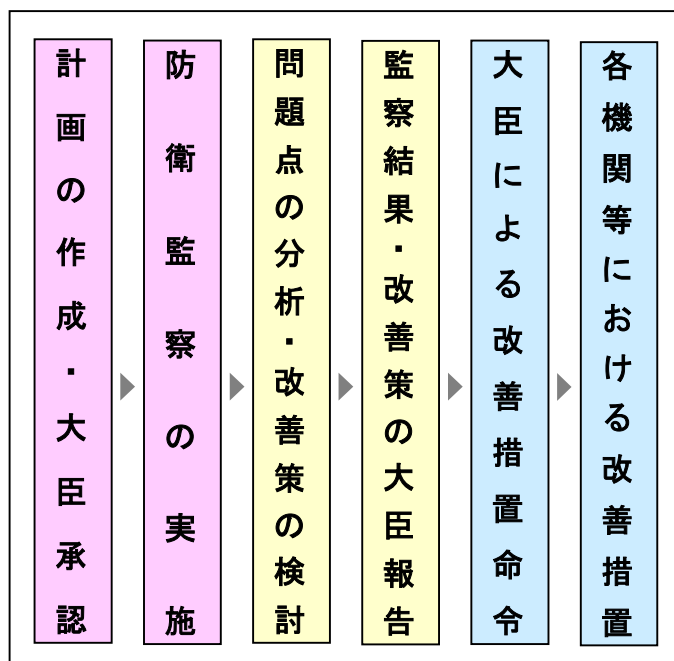 計画の作成・大臣承認
防衛監察の実施
問題点の分析・改善策の検討
監察結果・改善策の大臣報告
大臣による改善措置命令
各機関等における改善措置